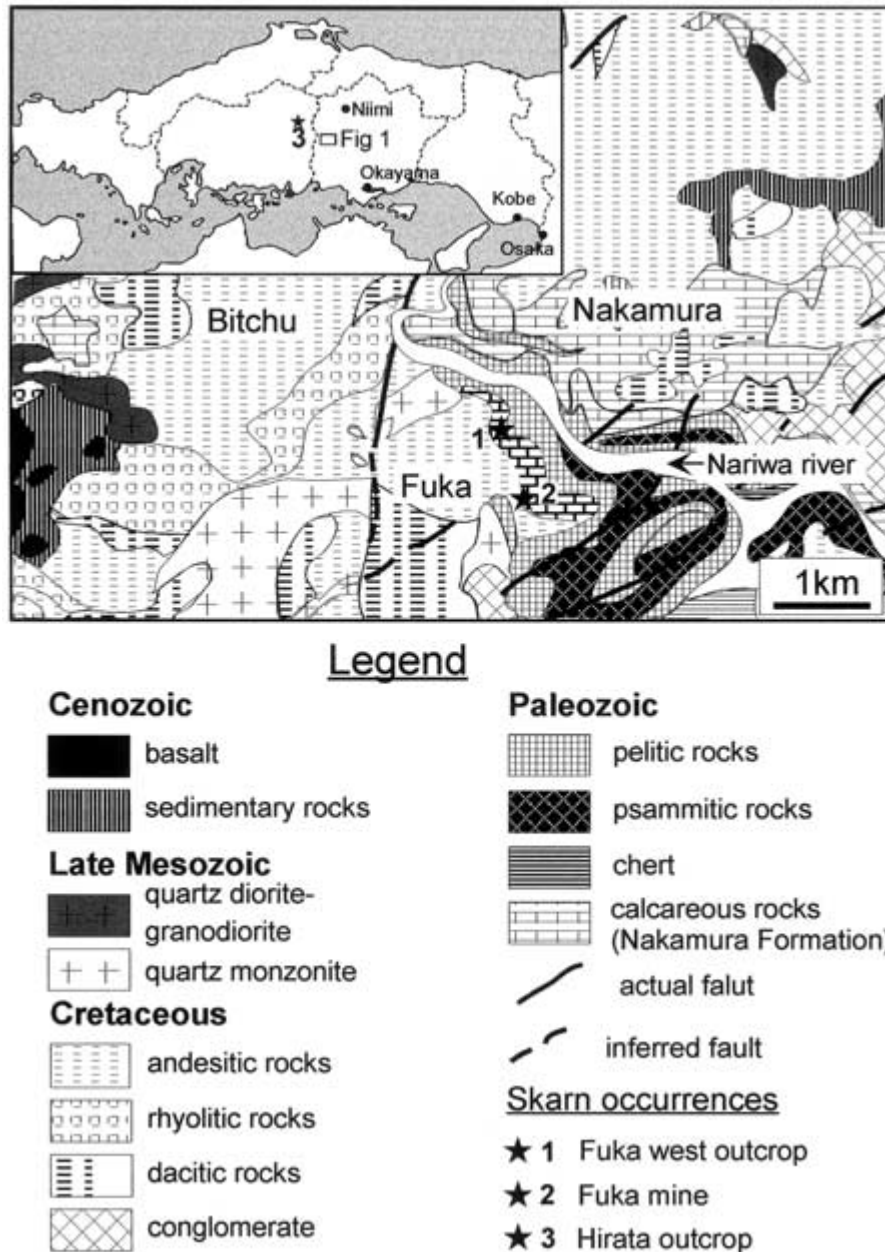 Niimi
3
Fig 1
Okayama
Kobe
Osaka
Bitchu
Nakamura
1
Nariwa river
Fuka
2
1km
Legend
Cenozoic
basalt
sedimentary rocks
Late Mesozoic
quartz diorite-
granodiorite
quartz monzonite
Cretaceous
andesitic rocks
rhyolitic rocks
dacitic rocks
conglomerate
Paleozoic
pelitic rocks
psammitic rocks
chert
calcareous rocks
(Nakamura Formation)
actual falut
inferred fault
Skarn occurrences
1 Fuka west outcrop
2 Fuka mine
3 Hirata outcrop